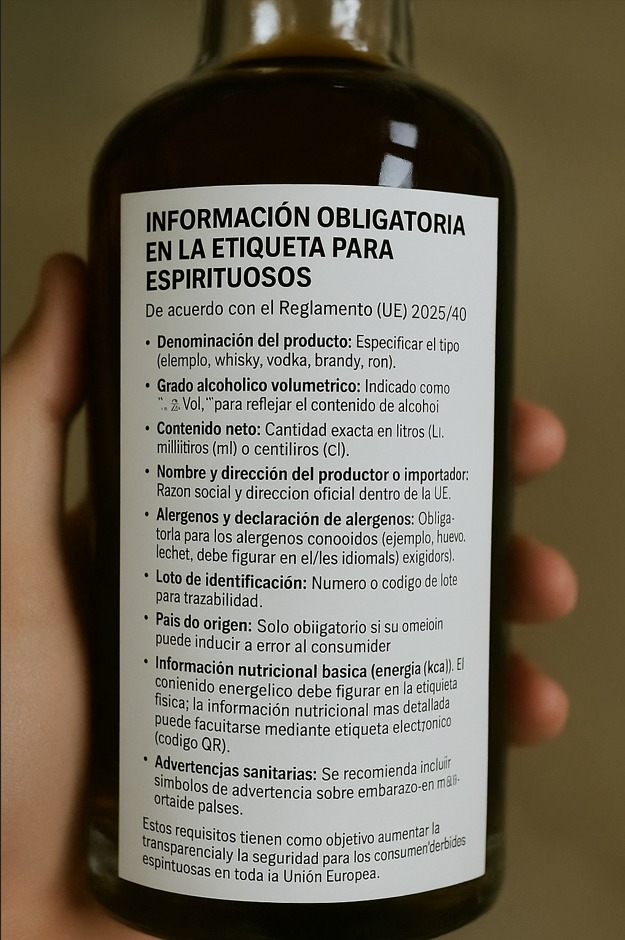 INFORMACIÓN OBLIGATORIA
EN LA ETIQUETA PARA
ESPIRITUOSOS
De acuerdo con el Reglamento (UE) 2025/40
• Denominación del producto: Especificar el tipo
(elemplo, whisky, vodka, brandy, ron).
• Grado alcoholico volumetrico: Indicado como
Vol," para reflejar el contenido de alcohoi
• Contenido neto: Cantidad exacta en litros (Ll.
milliitiros (ml) o centiliros (Cl).
• Nombre y dirección del productor o importador:
Razon social y direccion oficial dentro de la UE.
• Alergenos y declaración de alergenos: Obliga-
torla para los alergenos conooidos (ejemplo, huevo.
lechet, debe figurar en el/les idiomals) exigidors).
• Loto de identifícación: Numero o codigo de lote
para trazabilidad.
• Pais do origen: Solo obiigatorio si su omeioin
puede inducir a error al consumider
• Información nutricional basica (energia (kca)). El
contenido energelico debe figurar en la etiqueta
fisica; la información nutricional mas detallada
puede facuitarse mediante etiqueta electronico
(codigo QR).
• Advertencjas sanitarias: Se recomienda incluir
simbolos de advertencia sobre embarazo-en
ortaide palses.
Estos requisitos tienen como objetivo aumentar la
transparencialy la seguridad para los consumen'derbides
espintuosas en toda ia Unión Europea.